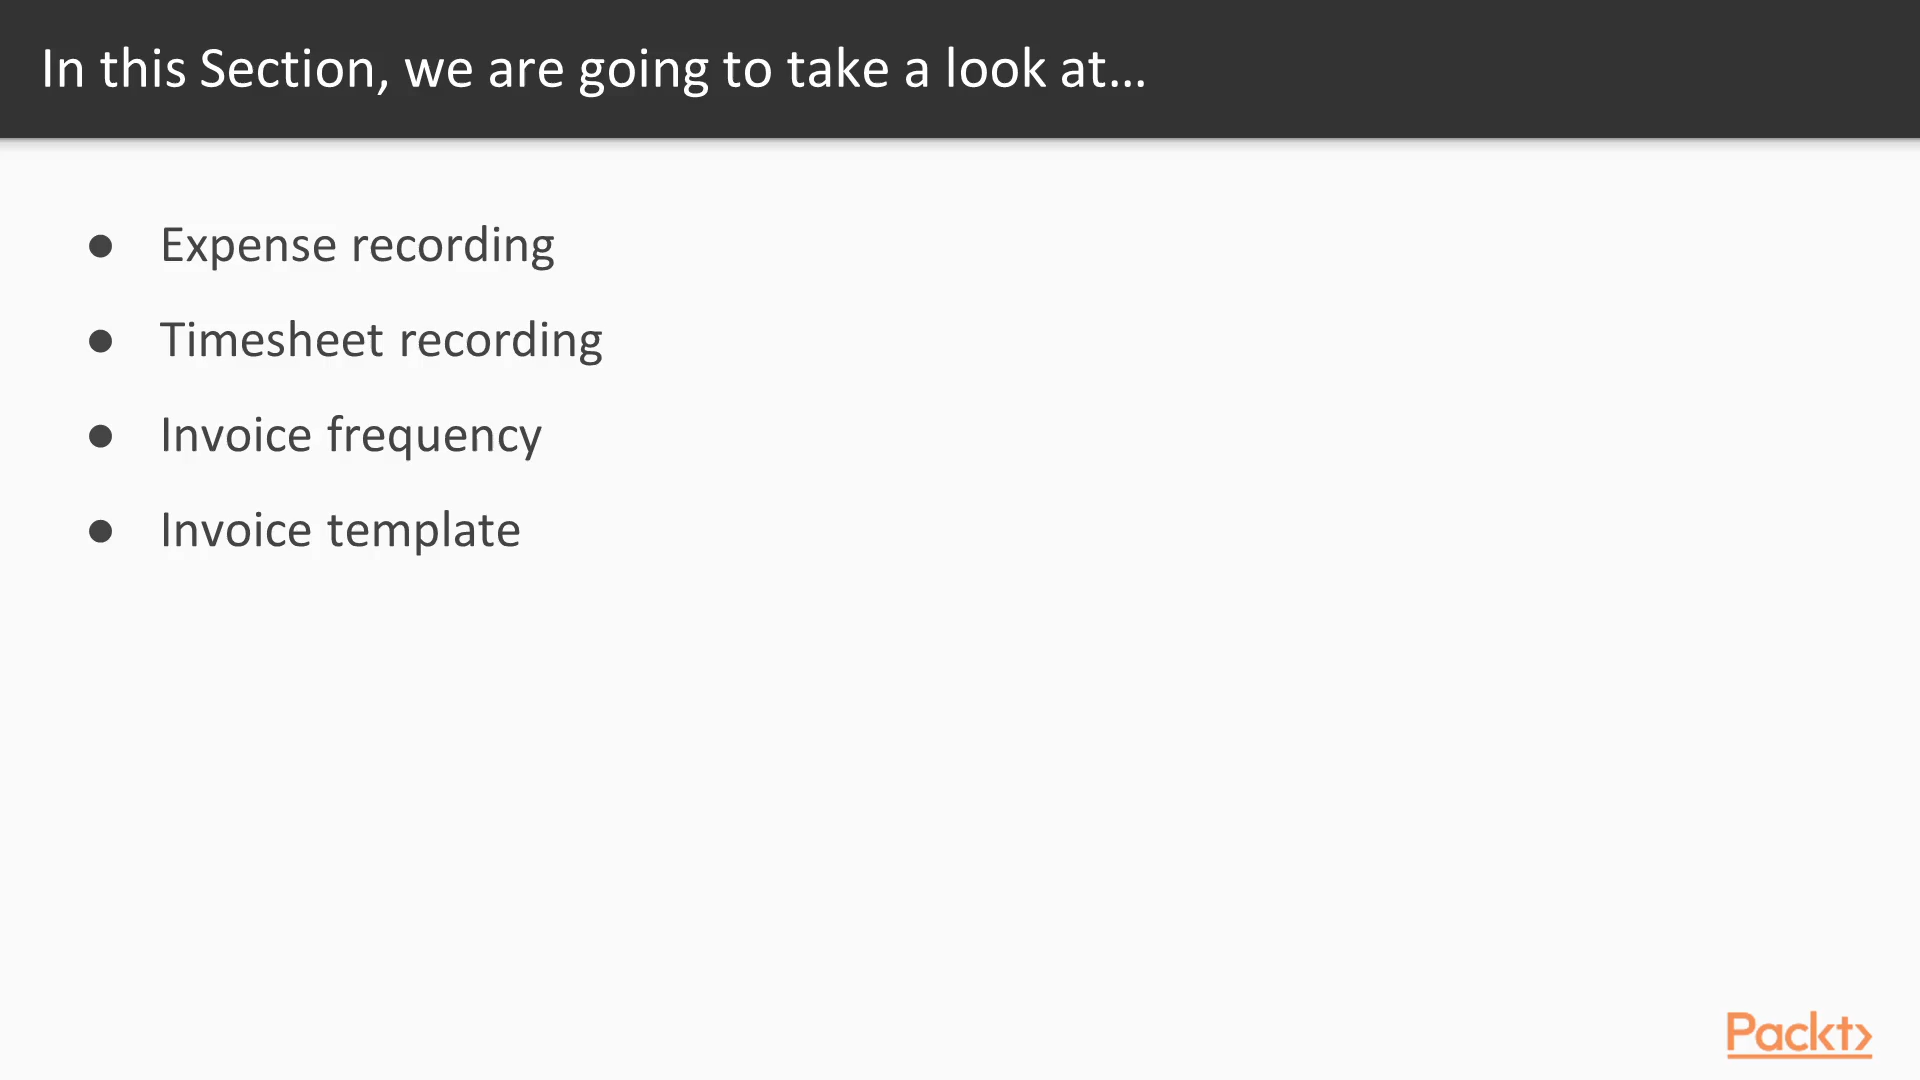 In this Section, we are going to take a look at...
● Expense recording
● Timesheet recording
● Invoice frequency
● Invoice template
Packt>